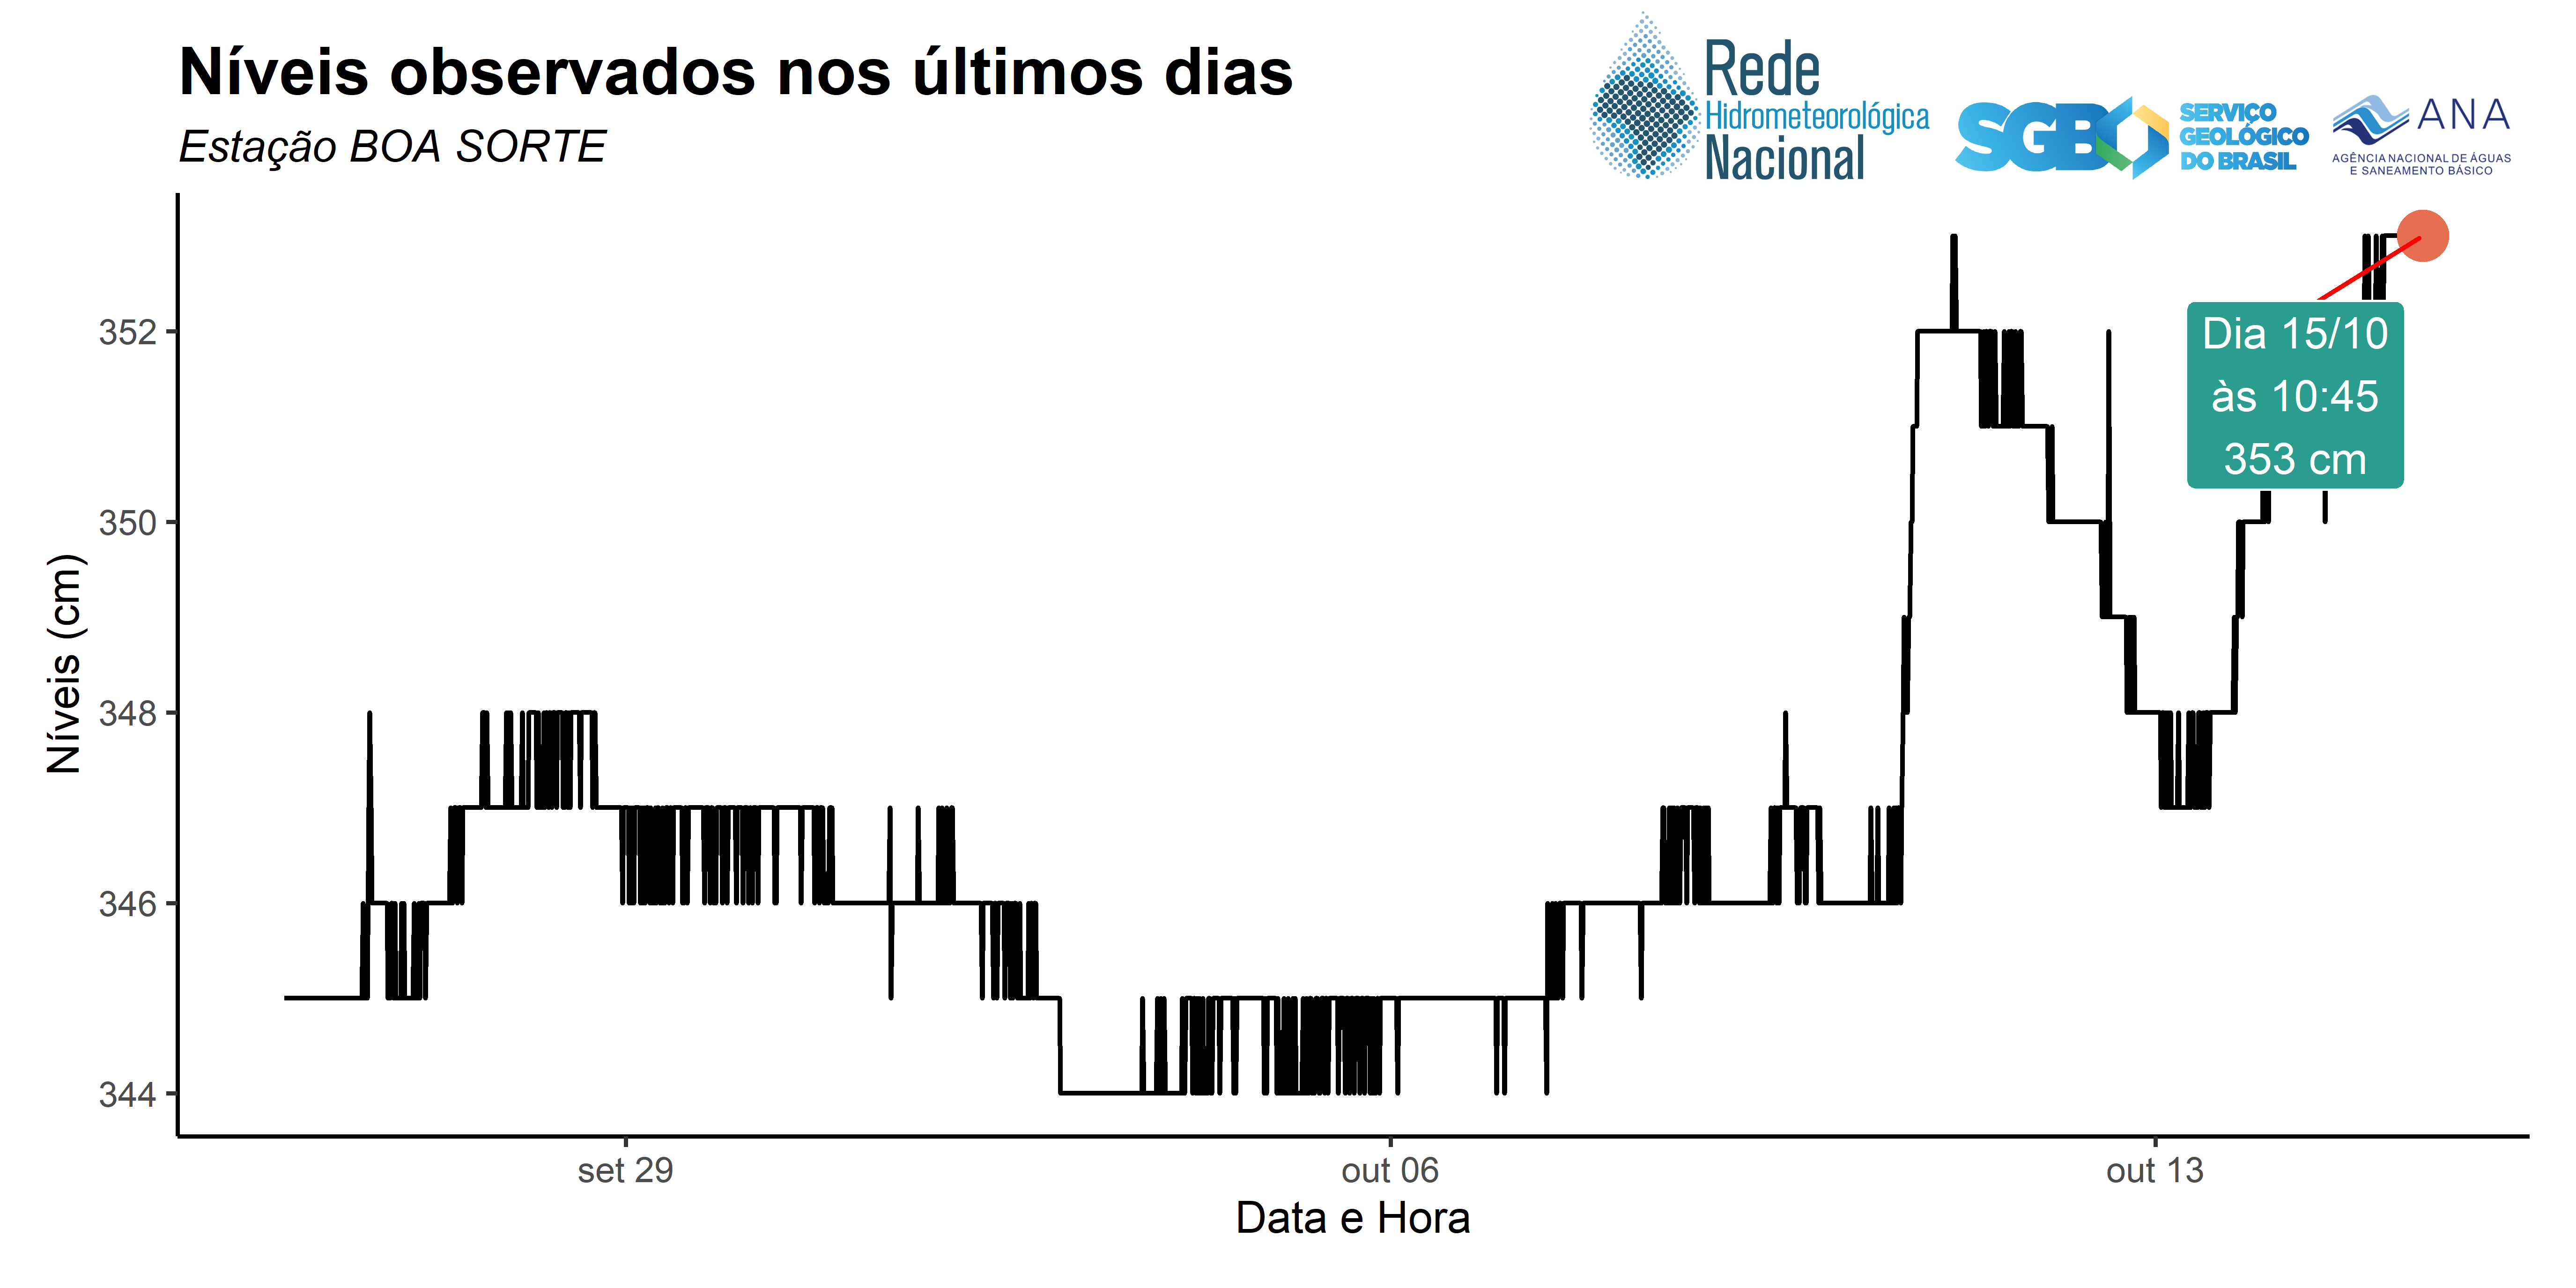 Níveis observados nos últimos dias
Estação BOA SORTE
Rede
Hidrometeorológica
Nacional
SGB
SERVIÇO
GEOLÓGICO
DO BRASIL
ANA
AGÊNCIA NACIONAL DE ÁGUAS
E SANEAMENTO BÁSICO
Níveis (cm)
352
350
348
346
344
Dia 15/10
às 10:45
353 cm
set 29
out 06
out 13
Data e Hora